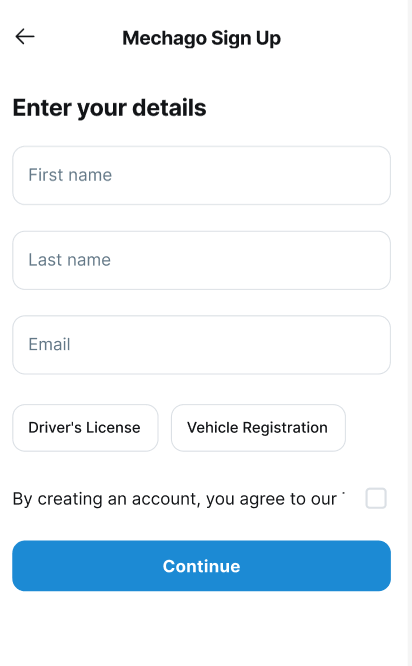 Mechago Sign Up
Enter your details
First name
Last name
Email
Driver's License
Vehicle Registration
By creating an account, you agree to our
Continue